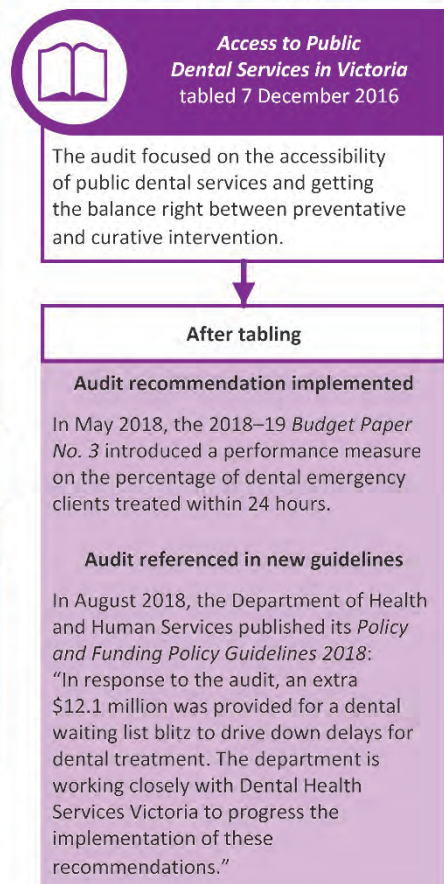 Access to Public
Dental Services in Victoria
tabled 7 December 2016
The audit focused on the accessibility
of public dental services and getting
the balance right between preventative
and curative intervention.
After tabling
Audit recommendation implemented
In May 2018, the 2018–19 Budget Paper
No. 3 introduced a performance measure
on the percentage of dental emergency
clients treated within 24 hours.
Audit referenced in new guidelines
In August 2018, the Department of Health
and Human Services published its Policy
and Funding Policy Guidelines 2018:
“In response to the audit, an extra
$12.1 million was provided for a dental
waiting list blitz to drive down delays for
dental treatment. The department is
working closely with Dental Health
Services Victoria to progress the
implementation of these
recommendations.”